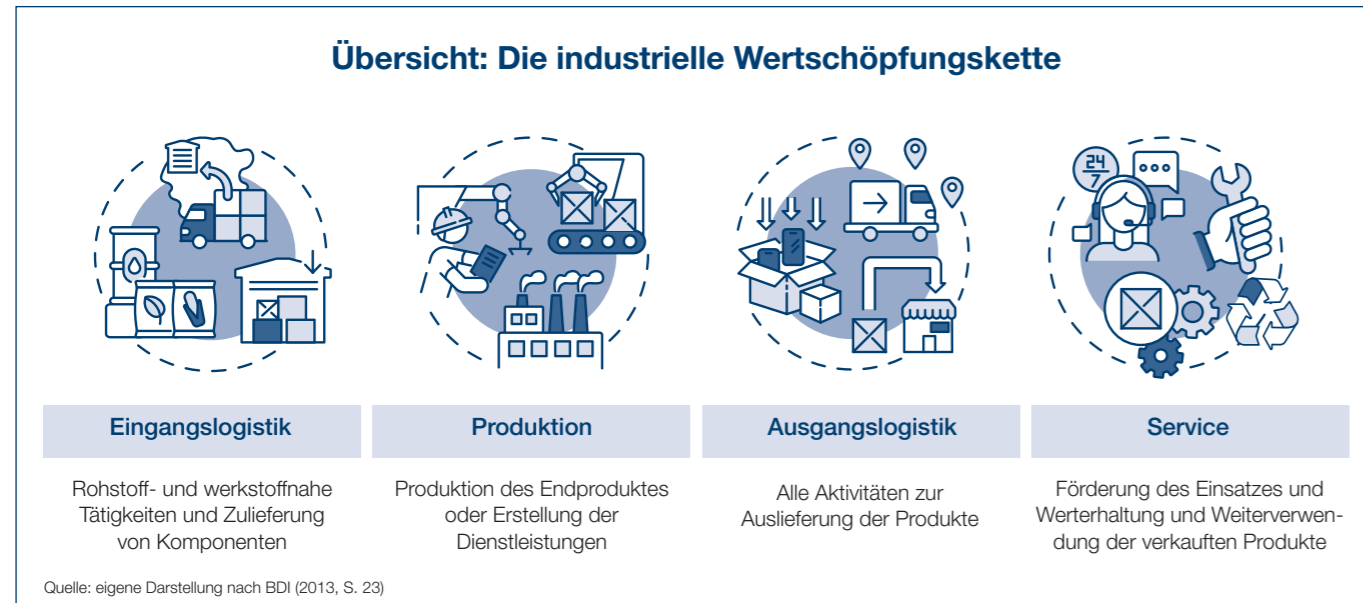 Übersicht: Die industrielle Wertschöpfungskette
24
7
Eingangslogistik
Produktion
Ausgangslogistik
Service
Rohstoff- und werkstoffnahe
Tätigkeiten und Zulieferung
von Komponenten
Produktion des Endproduktes
oder Erstellung der
Dienstleistungen
Alle Aktivitäten zur
Auslieferung der Produkte
Förderung des Einsatzes und
Werterhaltung und Weiterverwen-
dung der verkauften Produkte
Quelle: eigene Darstellung nach BDI (2013, S. 23)